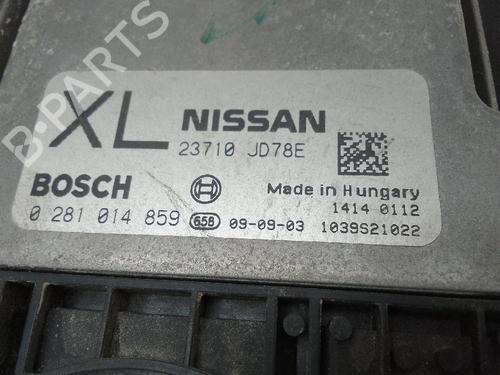 XL NISSAN
23710 JD78E
BOSCH Made in Hungary
1414 0112
0 281 014 859 65B 09-09-03 1039S21022
B-PARTS